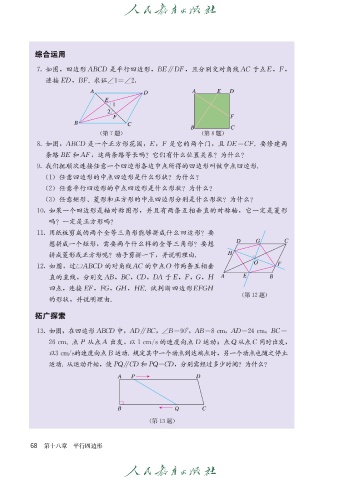 人民教育出版社
综合运用
7. 如图，四边形 ABCD 是平行四边形，BE∥DF，且分别交对角线 AC 于点 E，F，
连接 ED，BF. 求证∠1=∠2.
A
D
E
1
2
F
B
C
（第 7 题）
A
E
D
F
B
C
（第 8 题）
8. 如图，ABCD 是一个正方形花园，E，F 是它的两个门，且 DE=CF. 要修建两
条路 BE 和 AF，这两条路等长吗？它们有什么位置关系？为什么？
9. 我们把顺次连接任意一个四边形各边中点所得的四边形叫做中点四边形.
（1）任意四边形的中点四边形是什么形状？为什么？
（2）任意平行四边形的中点四边形是什么形状？为什么？
（3）任意矩形、菱形和正方形的中点四边形分别是什么形状？为什么？
10. 如果一个四边形是轴对称图形，并且有两条互相垂直的对称轴，它一定是菱形
吗？一定是正方形吗？
11. 用纸板剪成的两个全等三角形能够拼成什么四边形？要
想拼成一个矩形，需要两个什么样的全等三角形？要想
拼成菱形或正方形呢？动手剪拼一下，并说明理由.
12. 如图，过▱ABCD 的对角线 AC 的中点 O 作两条互相垂
直的直线，分别交 AB，BC，CD，DA 于 E，F，G，H
四点，连接 EF，FG，GH，HE. 试判断四边形 EFGH
的形状，并说明理由.
D
G
C
H
O
F
A
E
B
（第 12 题）
拓广探索
13. 如图，在四边形 ABCD 中，AD∥BC，∠B=90°，AB=8 cm，AD=24 cm，BC=
26 cm. 点 P 从点 A 出发，以 1 cm/s 的速度向点 D 运动；点 Q 从点 C 同时出发，
以3 cm/s的速度向点 B 运动. 规定其中一个动点到达端点时，另一个动点也随之停止
运动. 从运动开始，使 PQ∥CD 和 PQ=CD，分别需经过多少时间？为什么？
A
P
D
B
Q
C
（第 13 题）
68 第十八章 平行四边形
人民教育出版社